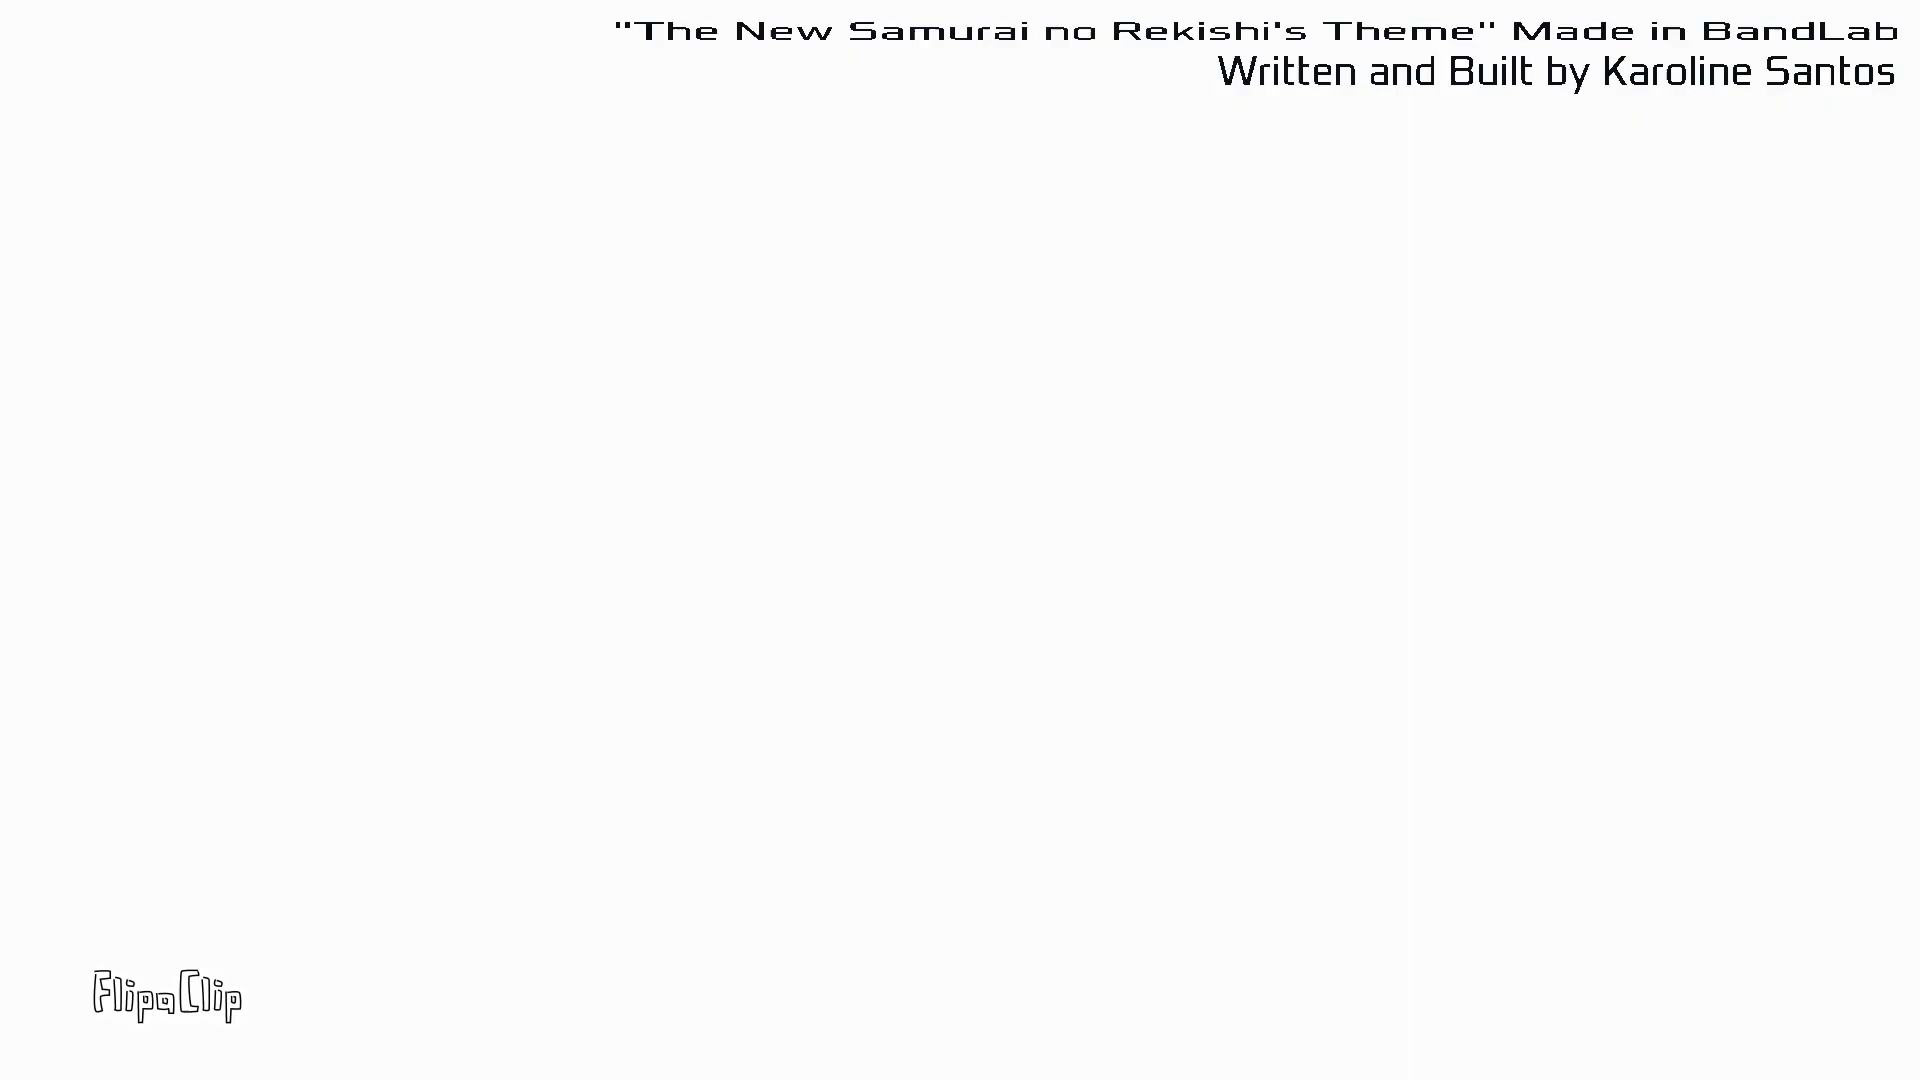 "The New Samurai no Rekishi's Theme" Made in BandLab
Written and Built by Karoline Santos
FlipaClip